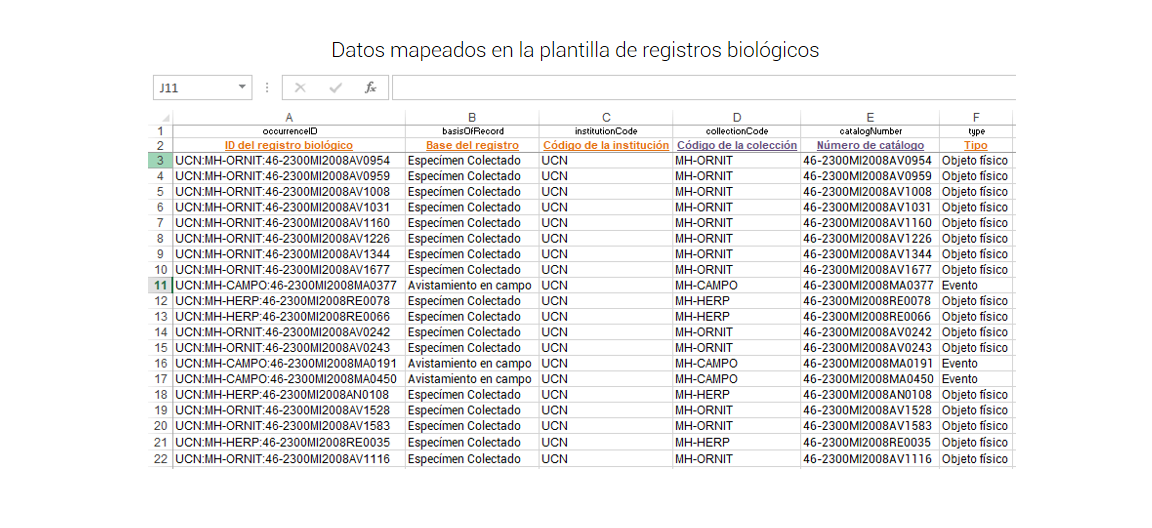 Datos mapeados en la plantilla de registros biológicos
J11 fx
A B C D E F
1 occurrenceID basisOfRecord institutionCode collectionCode catalogNumber type
2 ID del registro biológico Base del registro Código de la institución Código de la colección Número de catálogo Tipo
3 UCN:MH-ORNIT:46-2300MI2008AV0954 Especímen Colectado UCN MH-ORNIT 46-2300MI2008AV0954 Objeto físico
4 UCN:MH-ORNIT:46-2300MI2008AV0959 Especímen Colectado UCN MH-ORNIT 46-2300MI2008AV0959 Objeto físico
5 UCN:MH-ORNIT:46-2300MI2008AV1008 Especímen Colectado UCN MH-ORNIT 46-2300MI2008AV1008 Objeto físico
6 UCN:MH-ORNIT:46-2300MI2008AV1031 Especímen Colectado UCN MH-ORNIT 46-2300MI2008AV1031 Objeto físico
7 UCN:MH-ORNIT:46-2300MI2008AV1160 Especímen Colectado UCN MH-ORNIT 46-2300MI2008AV1160 Objeto físico
8 UCN:MH-ORNIT:46-2300MI2008AV1226 Especímen Colectado UCN MH-ORNIT 46-2300MI2008AV1226 Objeto físico
9 UCN:MH-ORNIT:46-2300MI2008AV1344 Especímen Colectado UCN MH-ORNIT 46-2300MI2008AV1344 Objeto físico
10 UCN:MH-ORNIT:46-2300MI2008AV1677 Especímen Colectado UCN MH-ORNIT 46-2300MI2008AV1677 Objeto físico
11 UCN:MH-CAMPO:46-2300MI2008MA0377 Avistamiento en campo UCN MH-CAMPO 46-2300MI2008MA0377 Evento
12 UCN:MH-HERP:46-2300MI2008RE0078 Especímen Colectado UCN MH-HERP 46-2300MI2008RE0078 Objeto físico
13 UCN:MH-HERP:46-2300MI2008RE0066 Especímen Colectado UCN MH-HERP 46-2300MI2008RE0066 Objeto físico
14 UCN:MH-ORNIT:46-2300MI2008AV0242 Especímen Colectado UCN MH-ORNIT 46-2300MI2008AV0242 Objeto físico
15 UCN:MH-ORNIT:46-2300MI2008AV0243 Especímen Colectado UCN MH-ORNIT 46-2300MI2008AV0243 Objeto físico
16 UCN:MH-CAMPO:46-2300MI2008MA0191 Avistamiento en campo UCN MH-CAMPO 46-2300MI2008MA0191 Evento
17 UCN:MH-CAMPO:46-2300MI2008MA0450 Avistamiento en campo UCN MH-CAMPO 46-2300MI2008MA0450 Evento
18 UCN:MH-HERP:46-2300MI2008AN0108 Especímen Colectado UCN MH-HERP 46-2300MI2008AN0108 Objeto físico
19 UCN:MH-ORNIT:46-2300MI2008AV1528 Especímen Colectado UCN MH-ORNIT 46-2300MI2008AV1528 Objeto físico
20 UCN:MH-ORNIT:46-2300MI2008AV1583 Especímen Colectado UCN MH-ORNIT 46-2300MI2008AV1583 Objeto físico
21 UCN:MH-HERP:46-2300MI2008RE0035 Especímen Colectado UCN MH-HERP 46-2300MI2008RE0035 Objeto físico
22 UCN:MH-ORNIT:46-2300MI2008AV1116 Especímen Colectado UCN MH-ORNIT 46-2300MI2008AV1116 Objeto físico